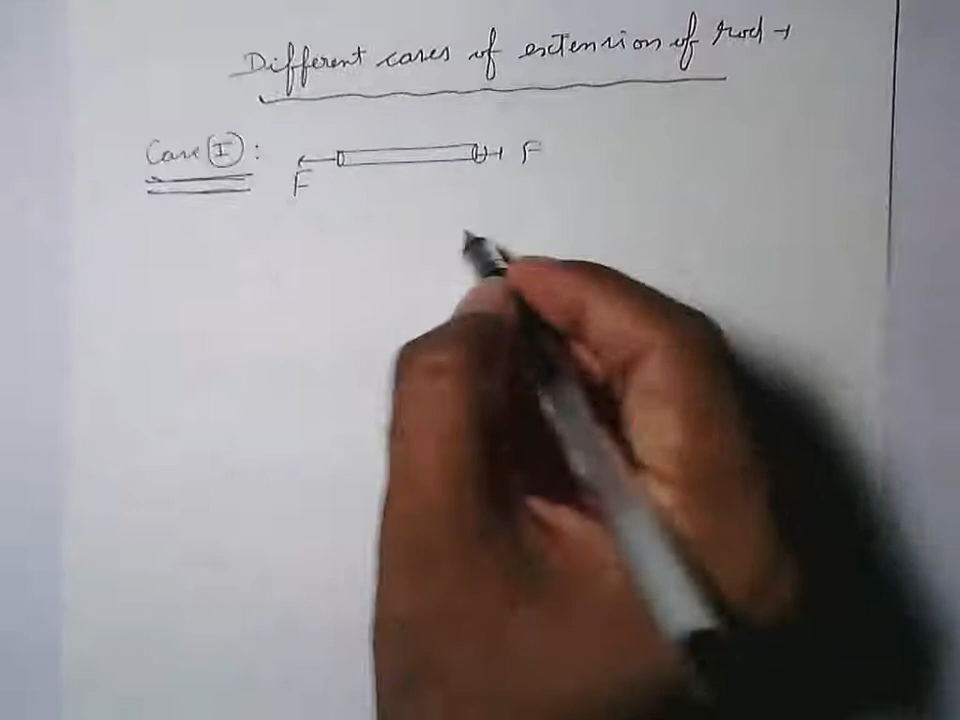 Different cases of extension of rod →
Case (I) :
F
F